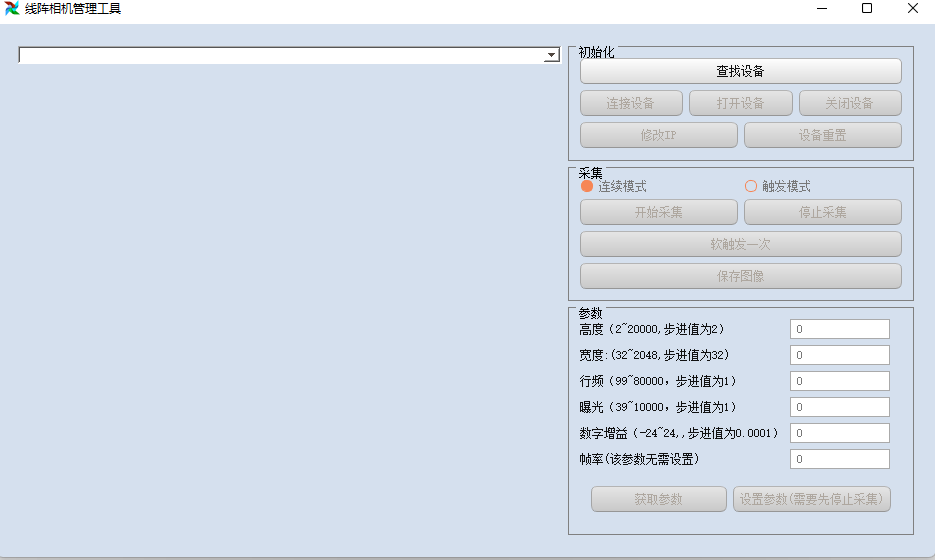 线阵相机管理工具
初始化
查找设备
连接设备 打开设备 关闭设备
修改IP 设备重置
采集
连续模式 触发模式
开始采集 停止采集
软触发一次
保存图像
参数
高度（2~20000,步进值为2） 0
宽度:(32~2048,步进值为32) 0
行频（99~80000，步进值为1） 0
曝光（39~10000，步进值为1） 0
数字增益（-24~24,,步进值为0.0001） 0
帧率(该参数无需设置) 0
获取参数 设置参数(需要先停止采集)